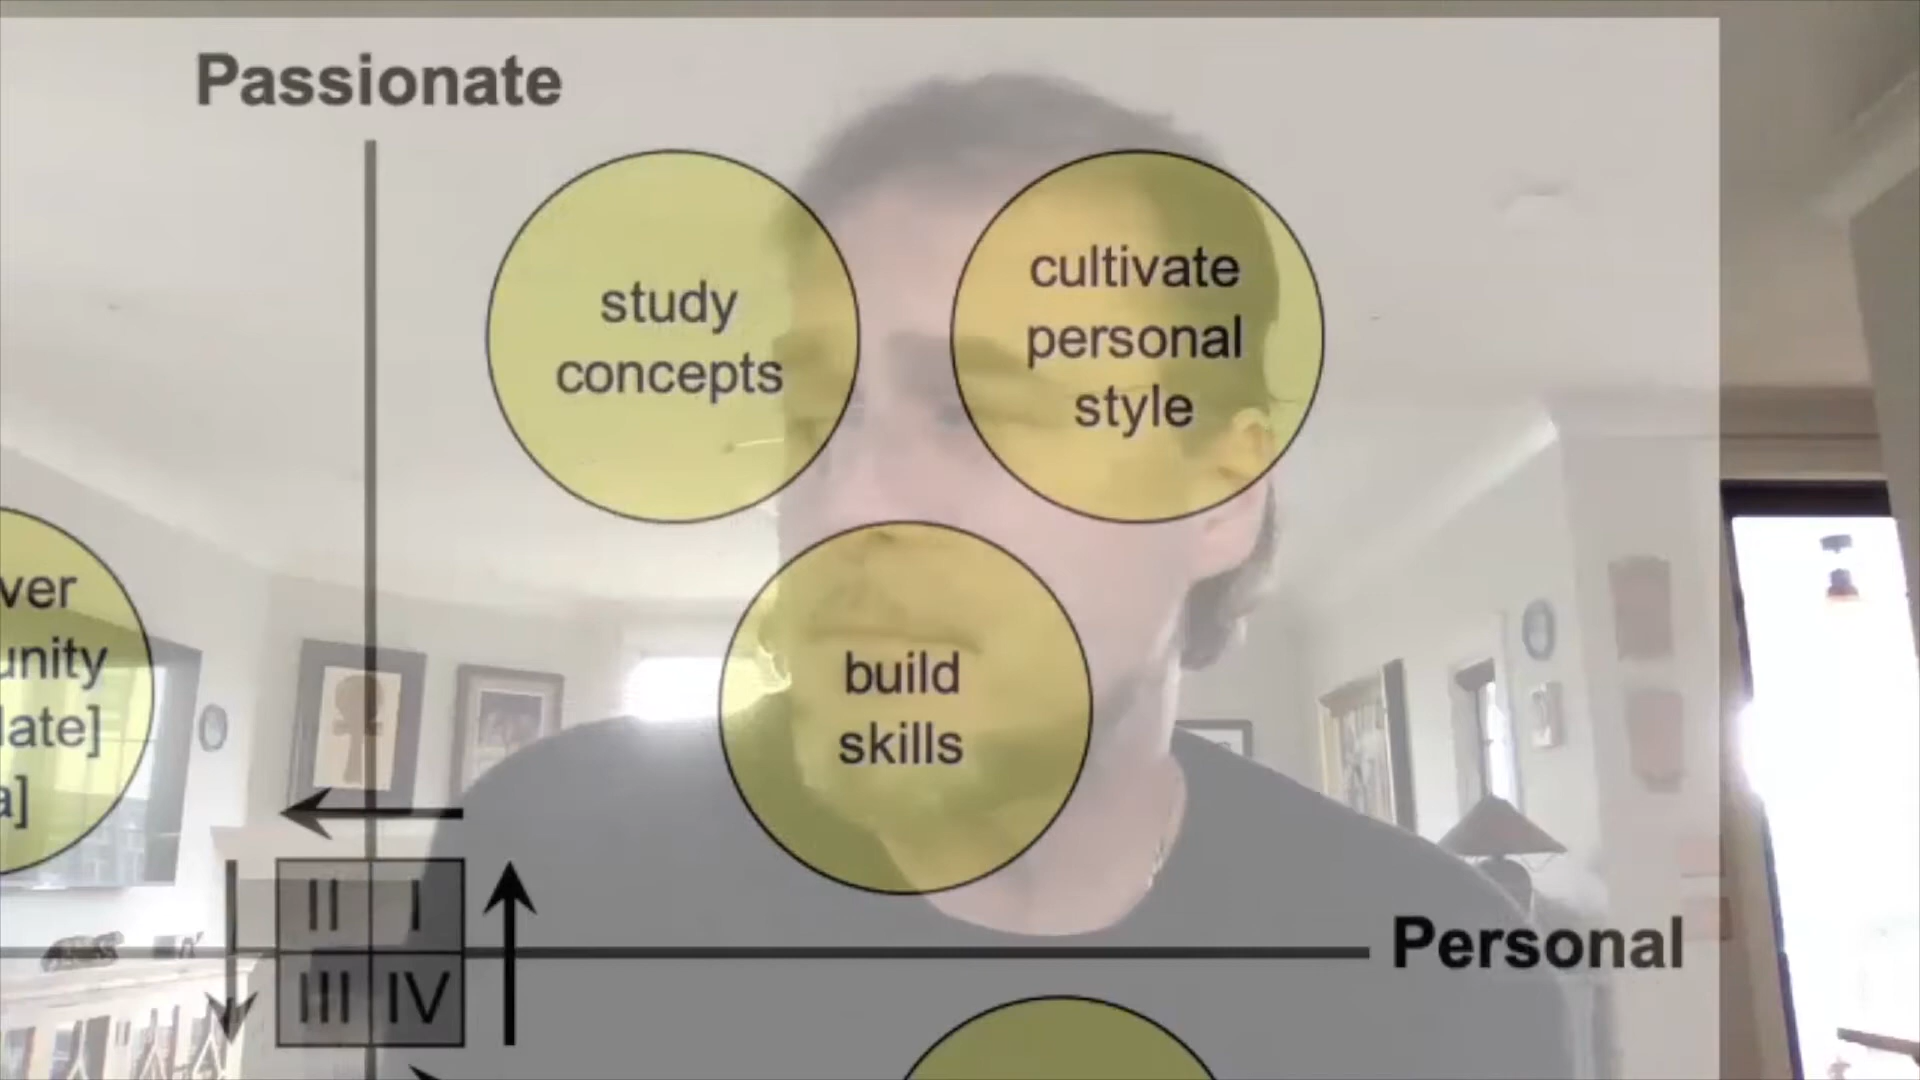 Passionate
study
concepts
cultivate
personal
style
build
skills
ver
unity
late]
a]
II I
III IV
Personal